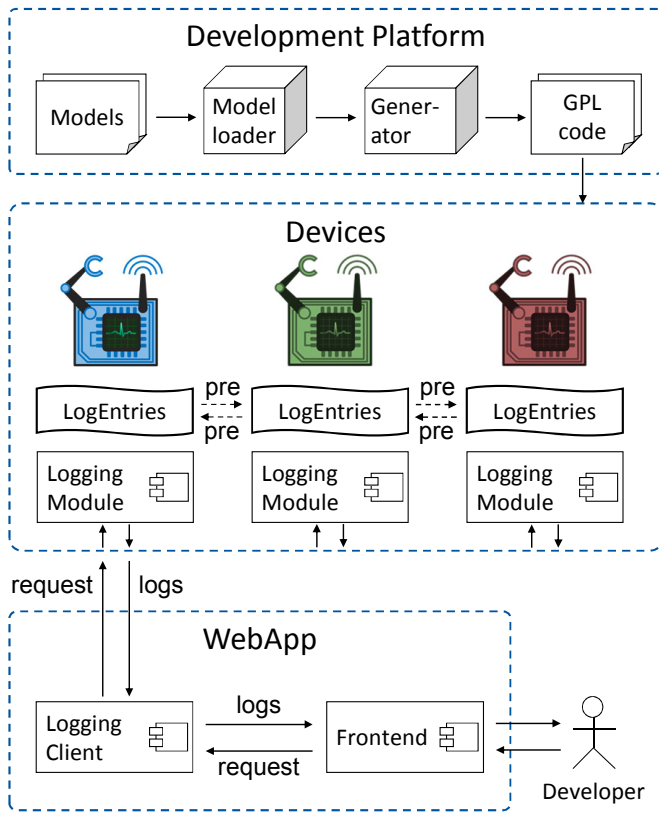 Development Platform
Models
Model
loader
Gener-
ator
GPL
code
Devices
LogEntries
pre
pre
LogEntries
pre
pre
LogEntries
Logging
Module
Logging
Module
Logging
Module
request
logs
WebApp
Logging
Client
logs
request
Frontend
Developer